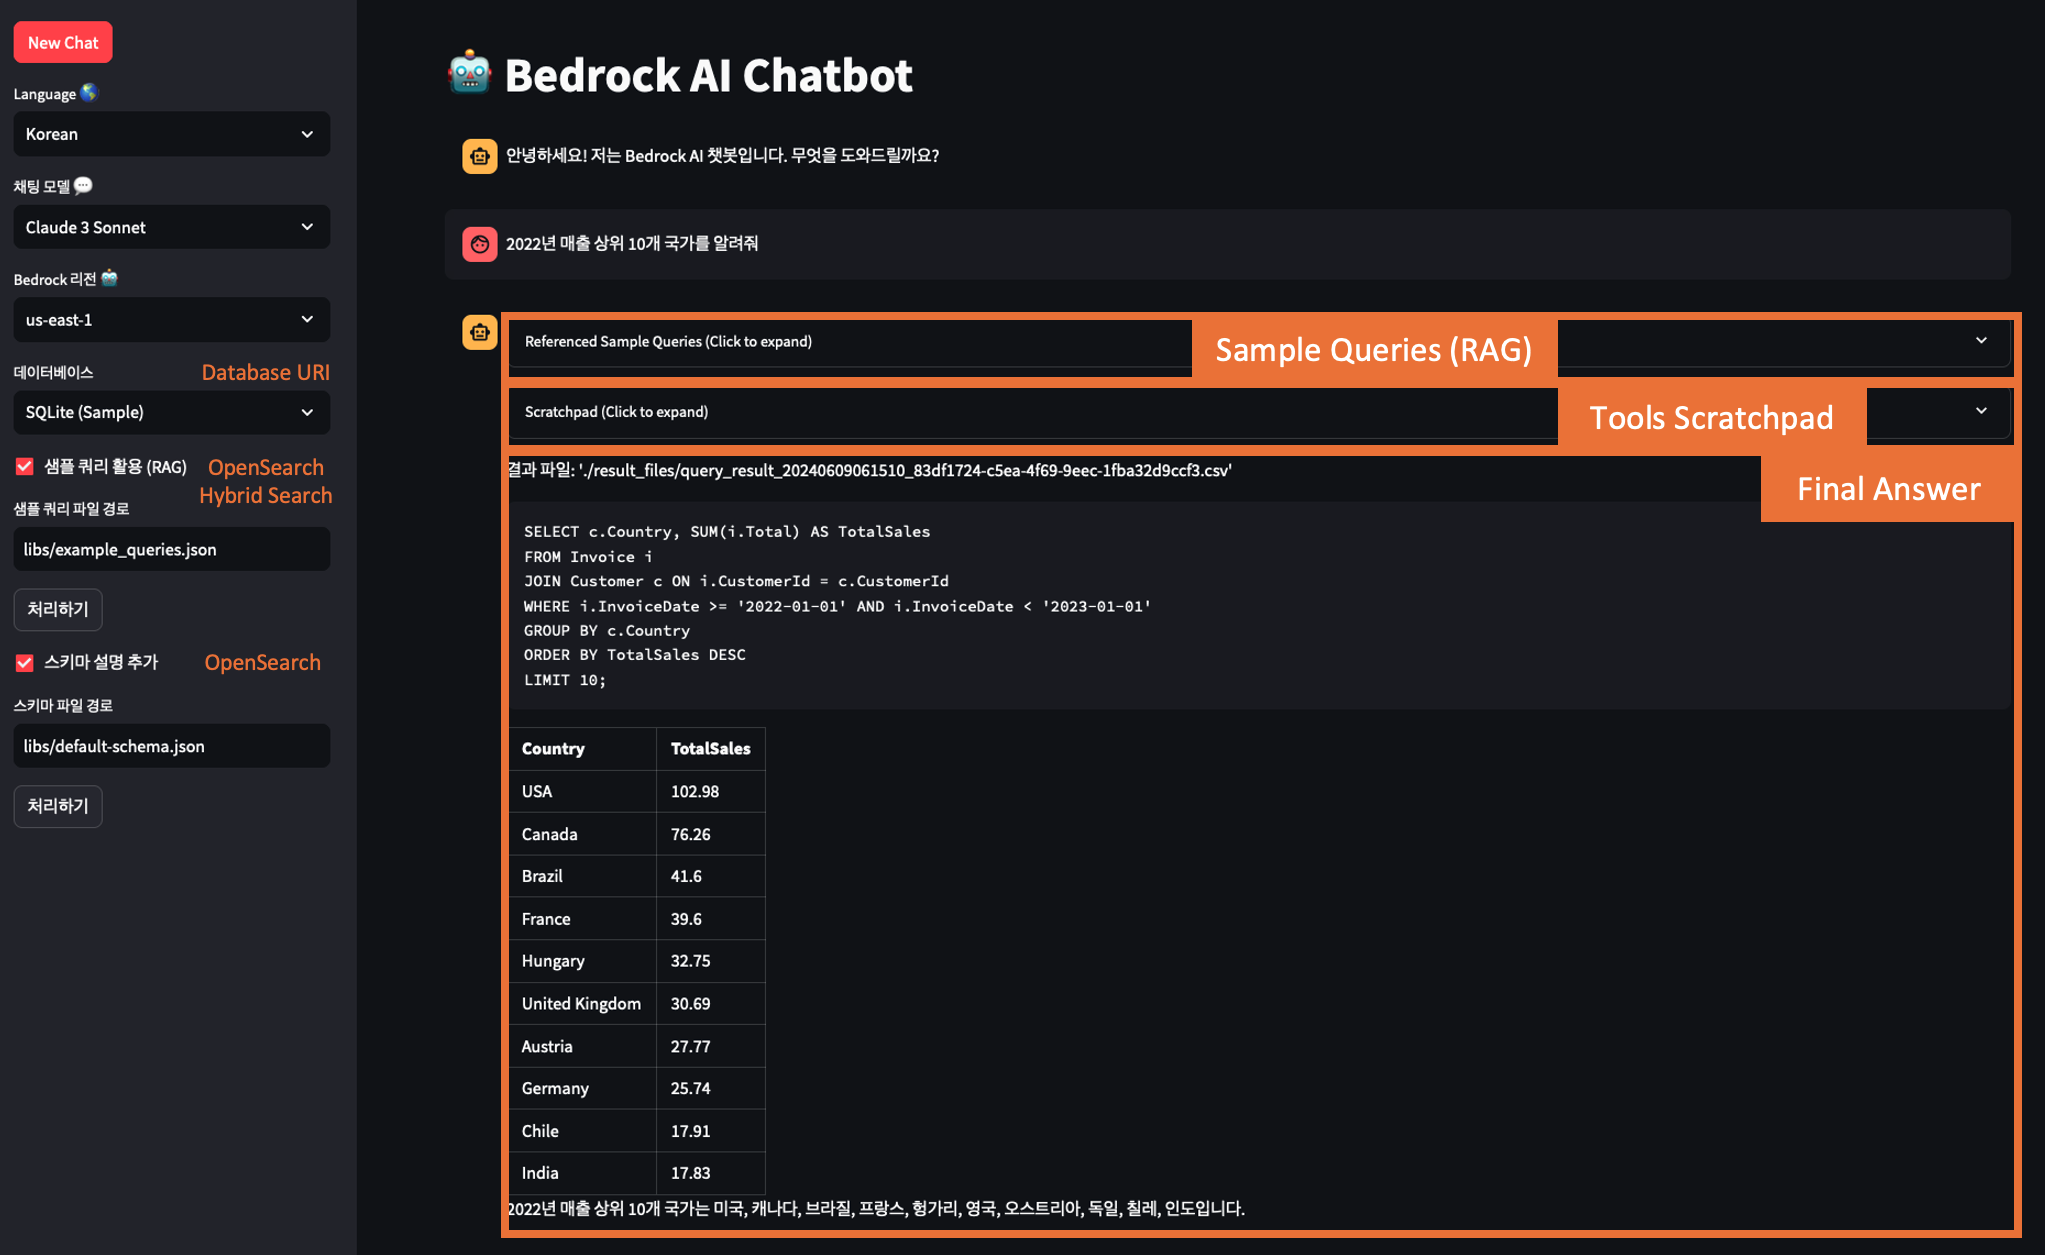 New Chat
Language
Korean
채팅 모델
Claude 3 Sonnet
Bedrock 리전
us-east-1
데이터베이스 Database URI
SQLite (Sample)
샘플 쿼리 활용 (RAG) OpenSearch
Hybrid Search
샘플 쿼리 파일 경로
libs/example_queries.json
처리하기
스키마 설명 추가 OpenSearch
스키마 파일 경로
libs/default-schema.json
처리하기
Bedrock AI Chatbot
안녕하세요! 저는 Bedrock AI 챗봇입니다. 무엇을 도와드릴까요?
2022년 매출 상위 10개 국가를 알려줘
Referenced Sample Queries (Click to expand) Sample Queries (RAG)
Scratchpad (Click to expand) Tools Scratchpad
결과 파일: './result_files/query_result_20240609061510_83df1724-c5ea-4f69-9eec-1fba32d9ccf3.csv'
Final Answer
SELECT c.Country, SUM(i.Total) AS TotalSales
FROM Invoice i
JOIN Customer c ON i.CustomerId = c.CustomerId
WHERE i.InvoiceDate >= '2022-01-01' AND i.InvoiceDate < '2023-01-01'
GROUP BY c.Country
ORDER BY TotalSales DESC
LIMIT 10;
Country TotalSales
USA 102.98
Canada 76.26
Brazil 41.6
France 39.6
Hungary 32.75
United Kingdom 30.69
Austria 27.77
Germany 25.74
Chile 17.91
India 17.83
2022년 매출 상위 10개 국가는 미국, 캐나다, 브라질, 프랑스, 헝가리, 영국, 오스트리아, 독일, 칠레, 인도입니다.